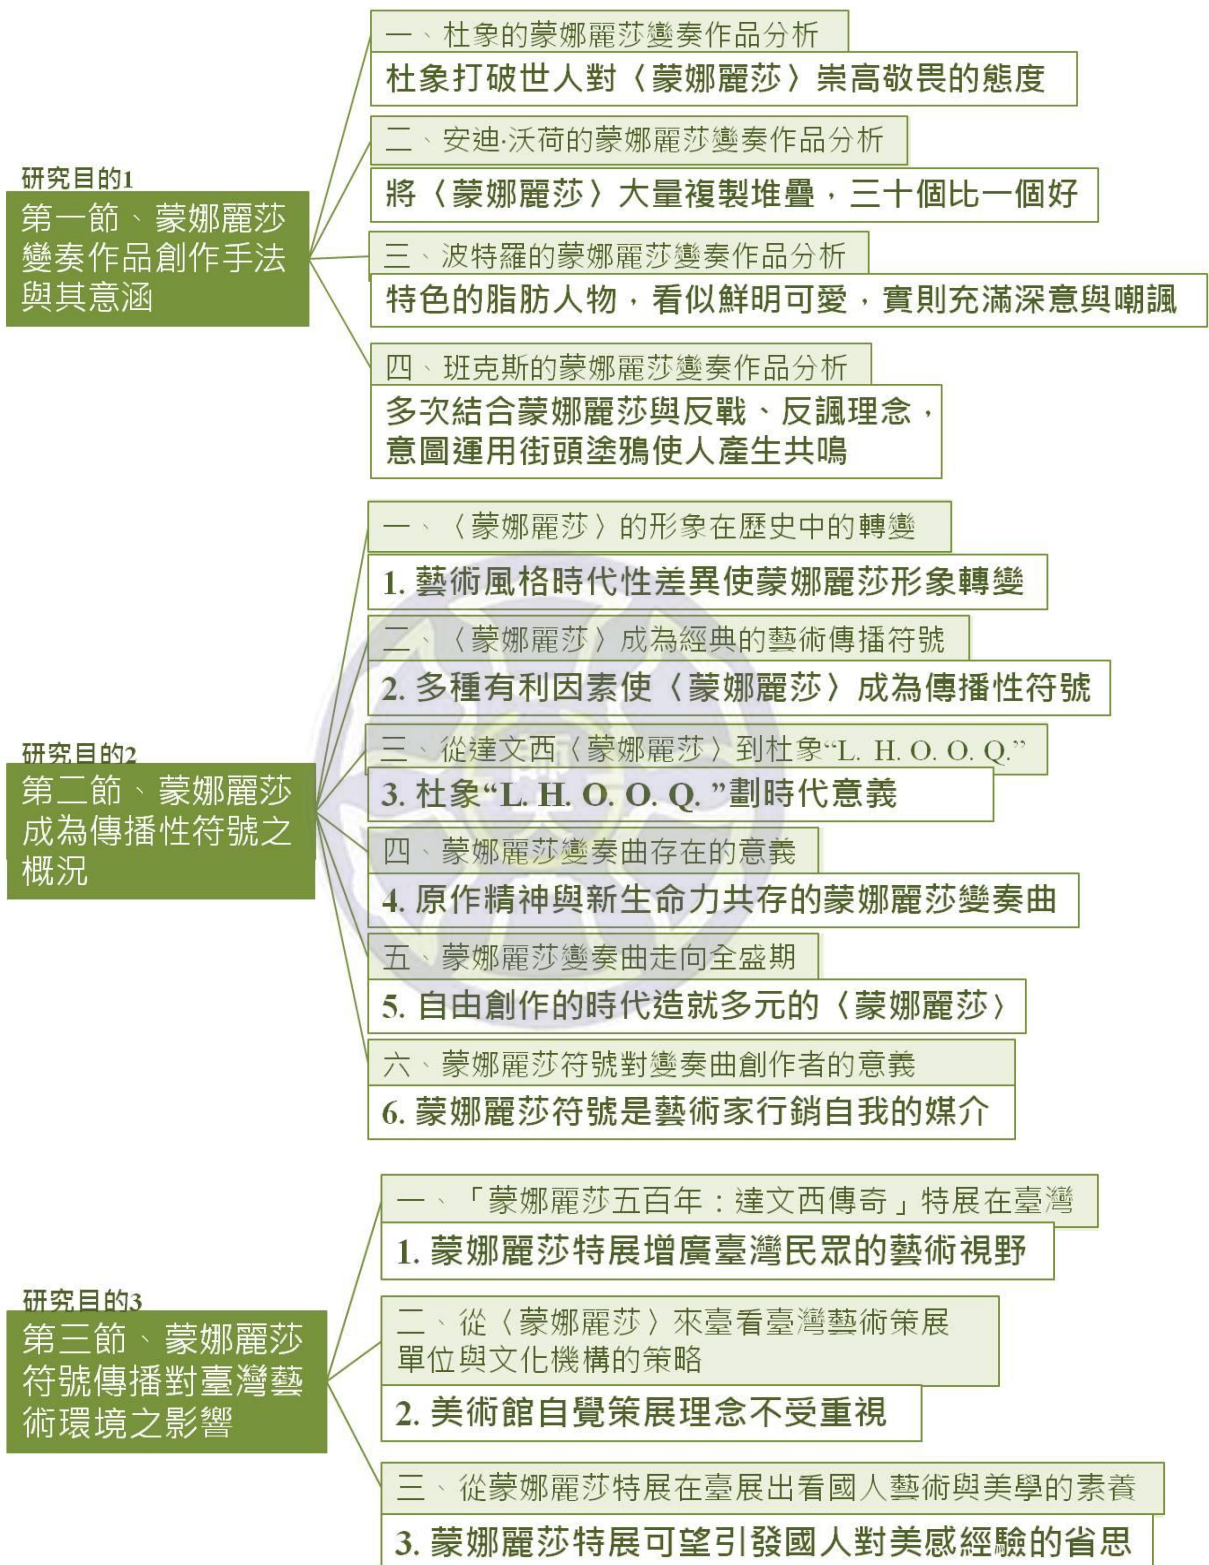 一、杜象的蒙娜麗莎變奏作品分析
杜象打破世人對〈蒙娜麗莎〉崇高敬畏的態度
二、安迪·沃荷的蒙娜麗莎變奏作品分析
將〈蒙娜麗莎〉大量複製堆疊，三十個比一個好
研究目的1
第一節、蒙娜麗莎
變奏作品創作手法
與其意涵
三、波特羅的蒙娜麗莎變奏作品分析
特色的脂肪人物，看似鮮明可愛，實則充滿深意與嘲諷
四、班克斯的蒙娜麗莎變奏作品分析
多次結合蒙娜麗莎與反戰、反諷理念，
意圖運用街頭塗鴉使人產生共鳴
一、〈蒙娜麗莎〉的形象在歷史中的轉變
1. 藝術風格時代性差異使蒙娜麗莎形象轉變
二、〈蒙娜麗莎〉成為經典的藝術傳播符號
2. 多種有利因素使〈蒙娜麗莎〉成為傳播性符號
研究目的2
第二節、蒙娜麗莎
成為傳播性符號之
概況
三、從達文西〈蒙娜麗莎〉到杜象“L. H. O. O. Q.”
3. 杜象“L. H. O. O. Q. ”劃時代意義
四、蒙娜麗莎變奏曲存在的意義
4. 原作精神與新生命力共存的蒙娜麗莎變奏曲
五、蒙娜麗莎變奏曲走向全盛期
5. 自由創作的時代造就多元的〈蒙娜麗莎〉
六、蒙娜麗莎符號對變奏曲創作者的意義
6. 蒙娜麗莎符號是藝術家行銷自我的媒介
一、「蒙娜麗莎五百年：達文西傳奇」特展在臺灣
1. 蒙娜麗莎特展增廣臺灣民眾的藝術視野
研究目的3
第三節、蒙娜麗莎
符號傳播對臺灣藝
術環境之影響
二、從〈蒙娜麗莎〉來臺看臺灣藝術策展
單位與文化機構的策略
2. 美術館自覺策展理念不受重視
三、從蒙娜麗莎特展在臺展出看國人藝術與美學的素養
3. 蒙娜麗莎特展可望引發國人對美感經驗的省思